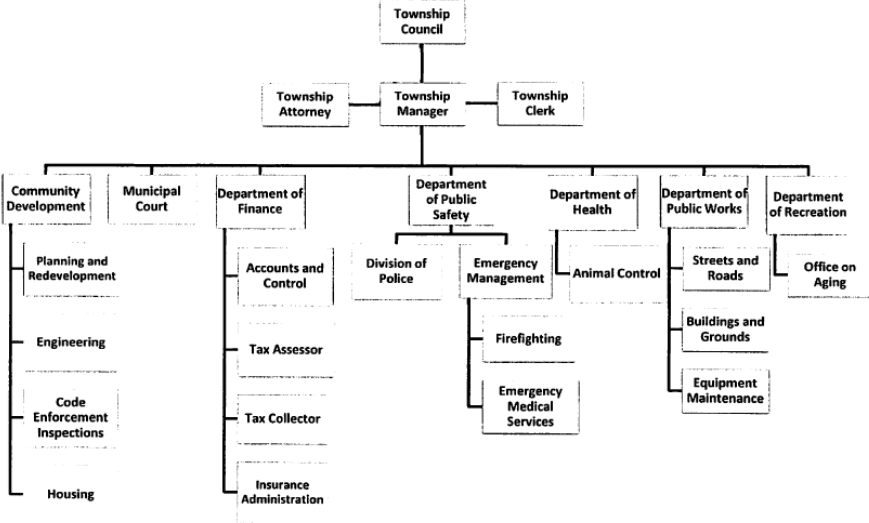 Township
Council
Township
Attorney
Township
Manager
Township
Clerk
Community
Development
Municipal
Court
Department of
Finance
Department
of Public
Safety
Department of
Health
Department of
Public Works
Department
of Recreation
Planning and
Redevelopment
Engineering
Code
Enforcement
Inspections
Housing
Accounts and
Control
Tax Assessor
Tax Collector
Insurance
Administration
Division of
Police
Emergency
Management
Firefighting
Emergency
Medical
Services
Animal Control
Streets and
Roads
Buildings and
Grounds
Equipment
Maintenance
Office on
Aging